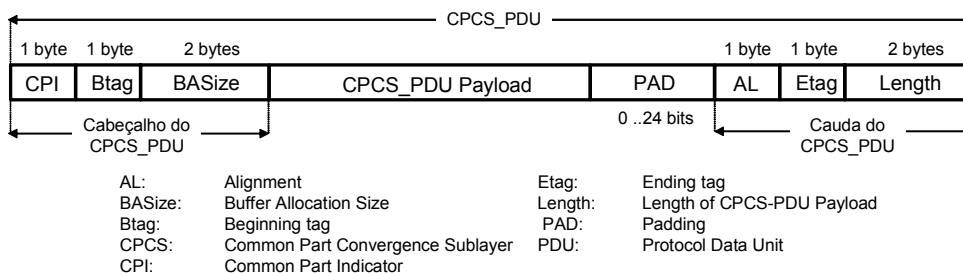 CPCS_PDU
1 byte 1 byte 2 bytes 1 byte 1 byte 2 bytes
CPI Btag BASize CPCS_PDU Payload PAD AL Etag Length
0 ..24 bits
Cabeçalho do CPCS_PDU
Cauda do CPCS_PDU
AL: Alignment Etag: Ending tag
BASize: Buffer Allocation Size Length: Length of CPCS-PDU Payload
Btag: Beginning tag PAD: Padding
CPCS: Common Part Convergence Sublayer PDU: Protocol Data Unit
CPI: Common Part Indicator